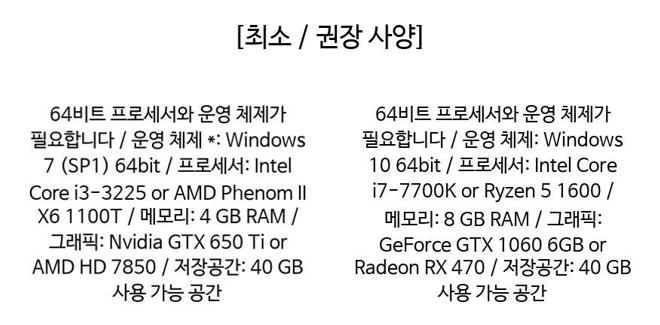 [최소 / 권장 사양]
64비트 프로세서와 운영 체제가
필요합니다 / 운영 체제 *: Windows
7 (SP1) 64bit / 프로세서: Intel
Core i3-3225 or AMD Phenom II
X6 1100T / 메모리: 4 GB RAM /
그래픽: Nvidia GTX 650 Ti or
AMD HD 7850 / 저장공간: 40 GB
사용 가능 공간
64비트 프로세서와 운영 체제가
필요합니다 / 운영 체제: Windows
10 64bit / 프로세서: Intel Core
i7-7700K or Ryzen 5 1600 /
메모리: 8 GB RAM / 그래픽:
GeForce GTX 1060 6GB or
Radeon RX 470 / 저장공간: 40 GB
사용 가능 공간